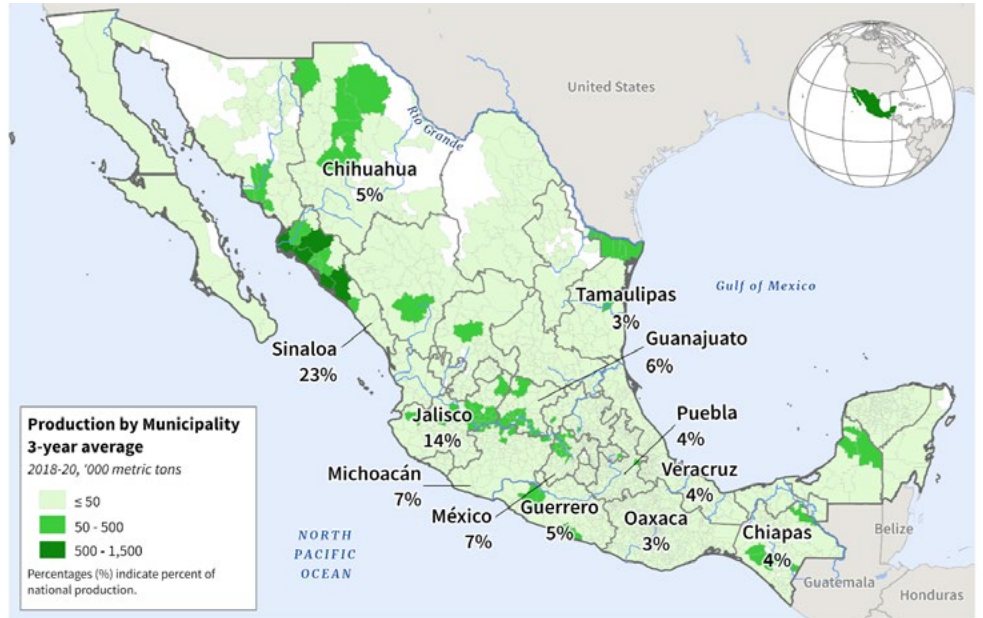 United States
Rio Grande
Chihuahua
5%
Gulf of Mexico
Tamaulipas
3%
Guanajuato
6%
Sinaloa
23%
Jalisco
14%
Puebla
4%
Michoacán
7%
Veracruz
4%
México
7%
Guerrero
5%
Oaxaca
3%
Chiapas
4%
Belize
Guatemala
Honduras
NORTH
PACIFIC
OCEAN
Production by Municipality
3-year average
2018-20, '000 metric tons
≤ 50
50 - 500
500 - 1,500
Percentages (%) indicate percent of
national production.